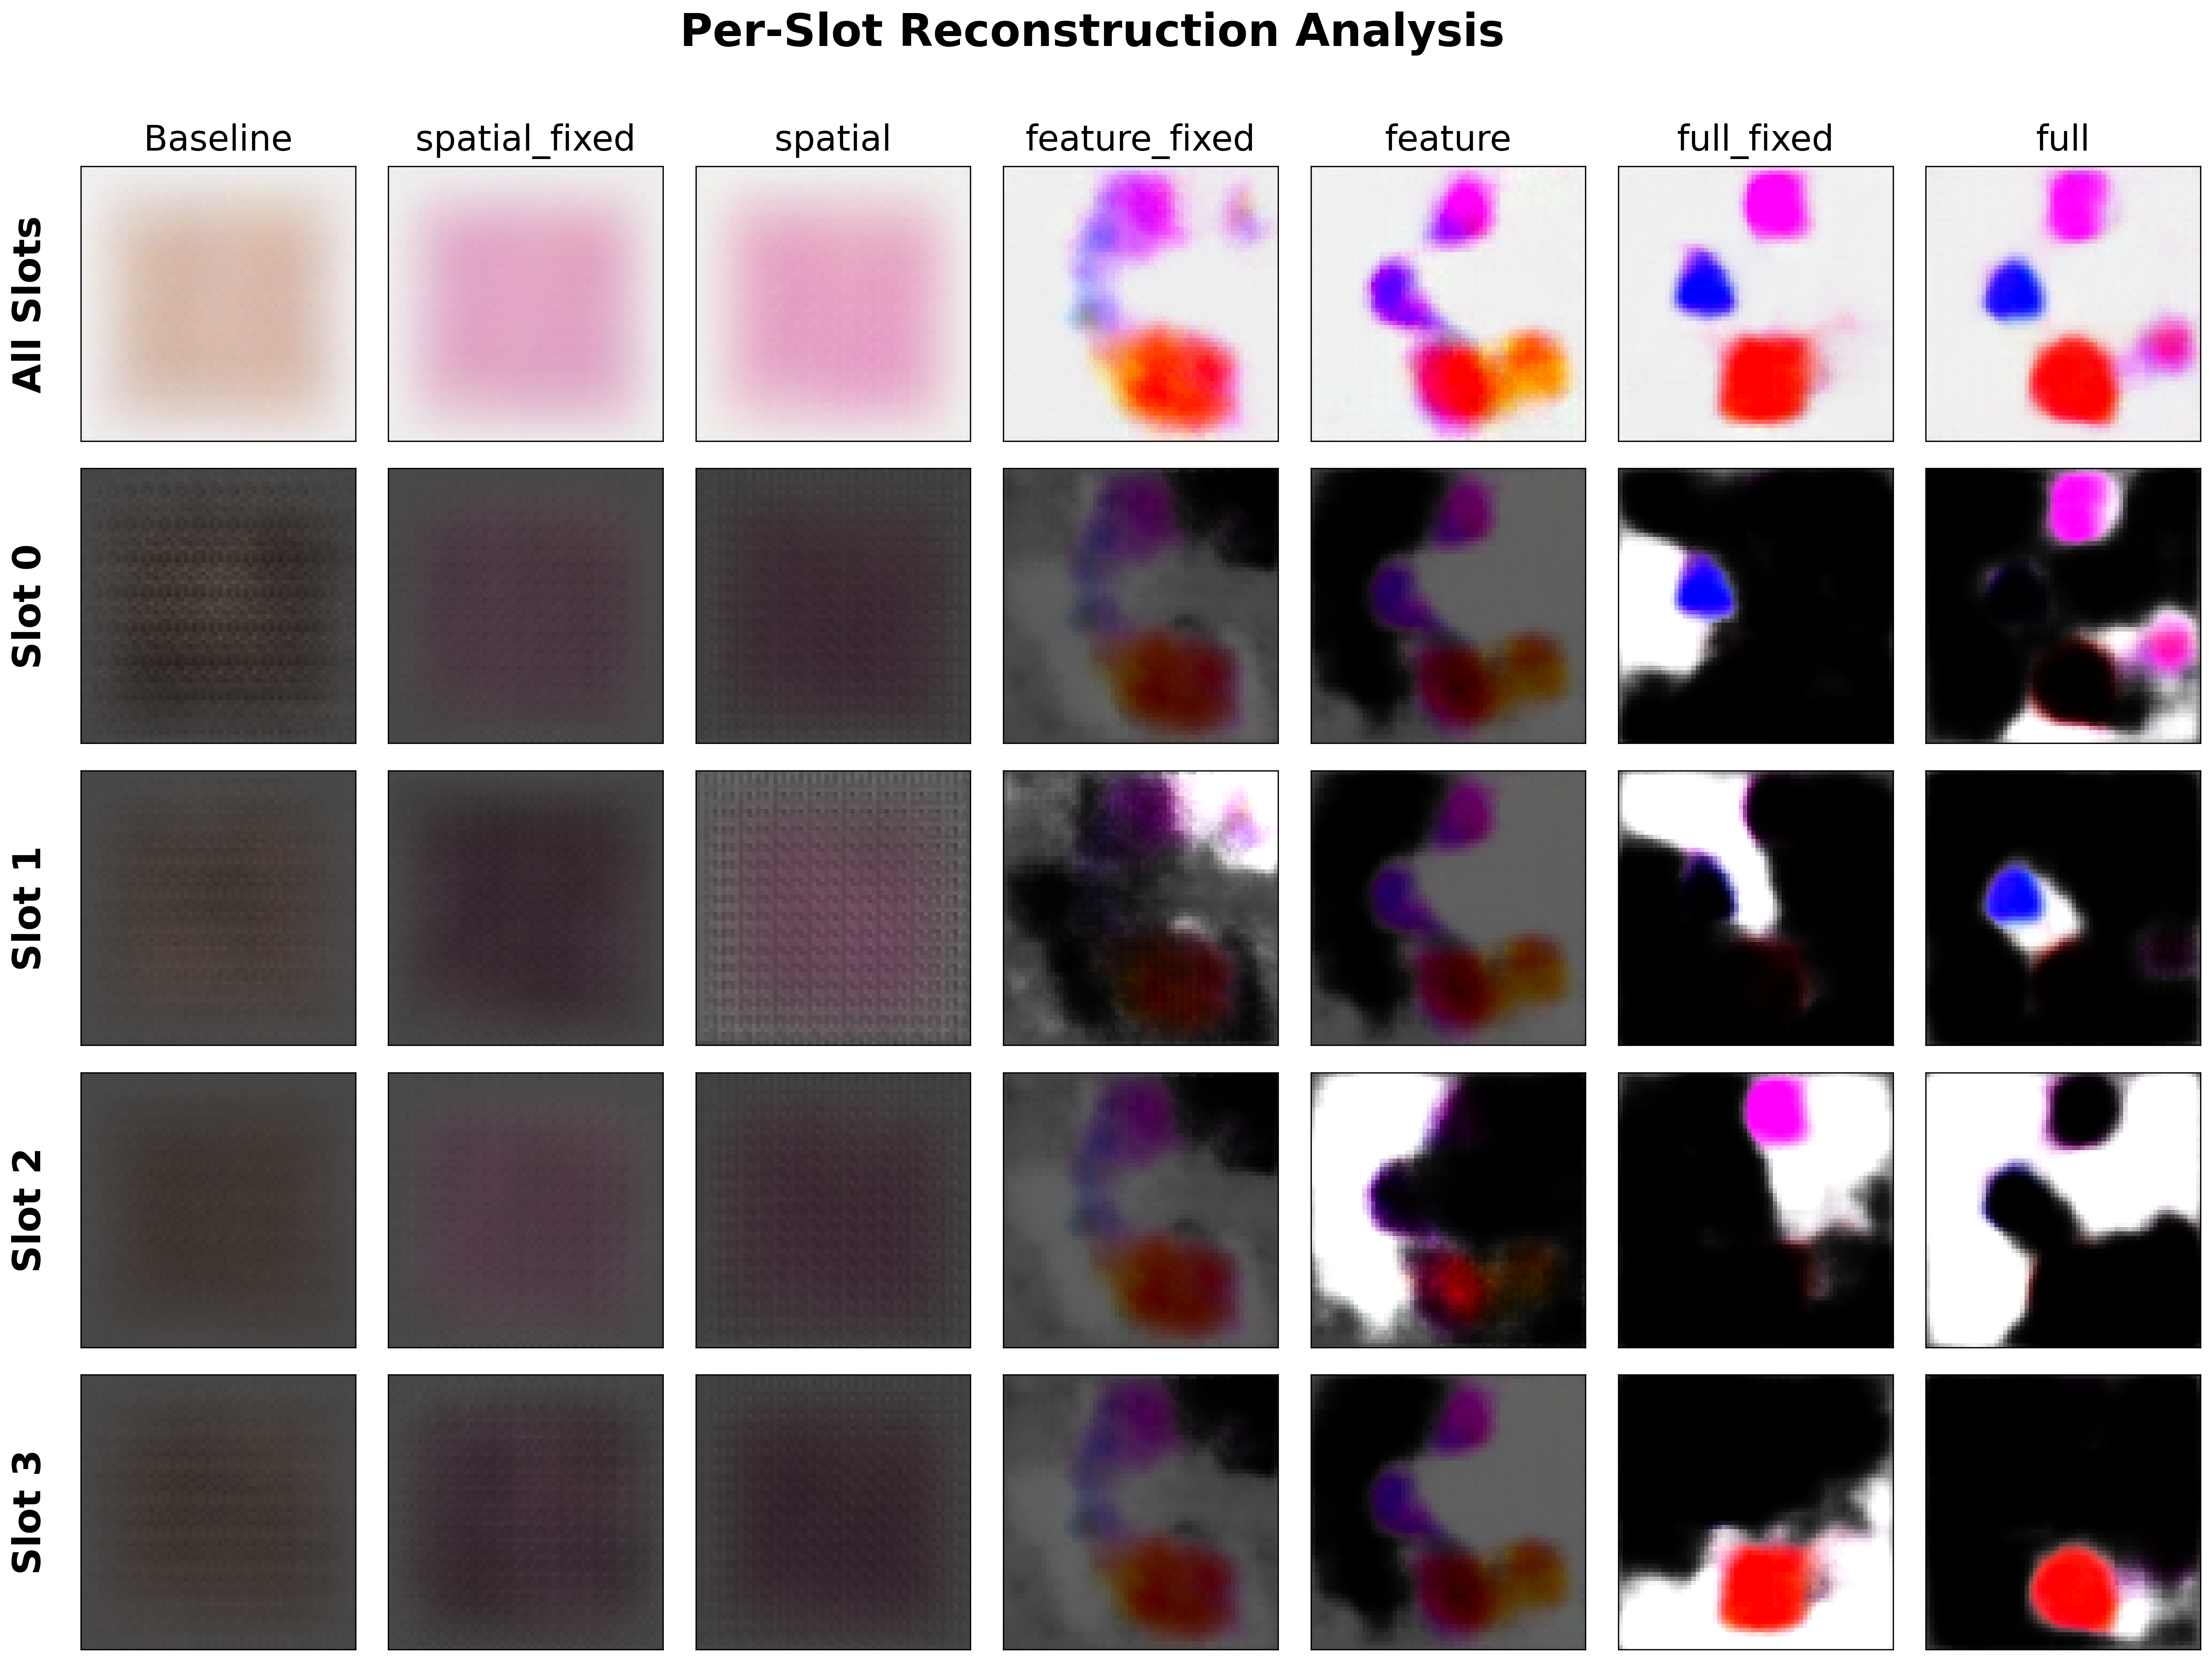 Per-Slot Reconstruction Analysis
Baseline spatial_fixed spatial feature_fixed feature full_fixed full
All Slots
Slot 0
Slot 1
Slot 2
Slot 3